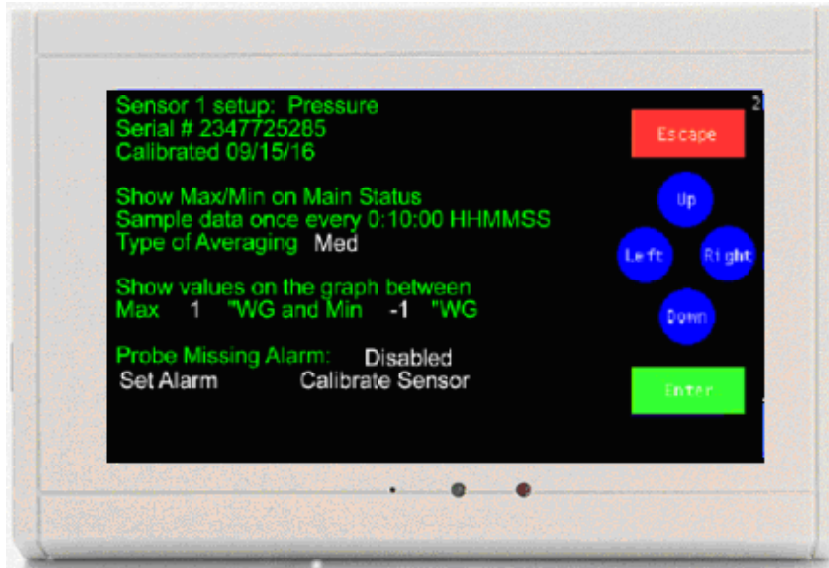 Sensor 1 setup: Pressure
Serial # 2347725285
Calibrated 09/15/16
Show Max/Min on Main Status
Sample data once every 0:10:00 HHMMSS
Type of Averaging Med
Show values on the graph between
Max 1 "WG and Min -1 "WG
Probe Missing Alarm: Disabled
Set Alarm Calibrate Sensor
2
Escape
Up
Left Right
Down
Enter